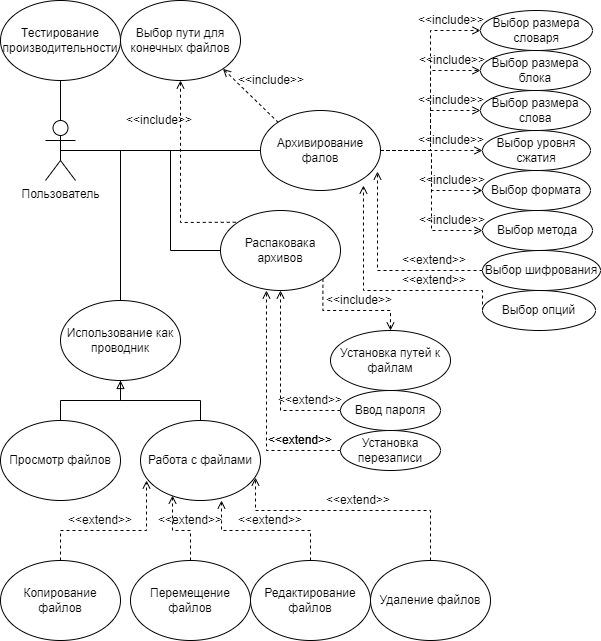 Тестирование
производительности
Выбор пути для
конечных файлов
<<include>>
Выбор размера
словаря
<<include>>
Выбор размера
блока
<<include>>
<<include>>
Выбор размера
слова
<<include>>
<<include>>
Архивирование
фалов
<<include>>
Выбор уровня
сжатия
Пользователь
<<include>>
Выбор формата
<<include>>
Выбор метода
Распаковака
архивов
<<extend>>
Выбор шифрования
<<extend>>
Выбор опций
<<include>>
Использование как
проводник
Установка путей к
файлам
<<extend>>
Ввод пароля
<<extend>>
Установка
перезаписи
Просмотр файлов
Работа с файлами
<<extend>>
<<extend>>
<<extend>>
<<extend>>
Копирование
файлов
Перемещение
файлов
Редактирование
файлов
Удаление файлов